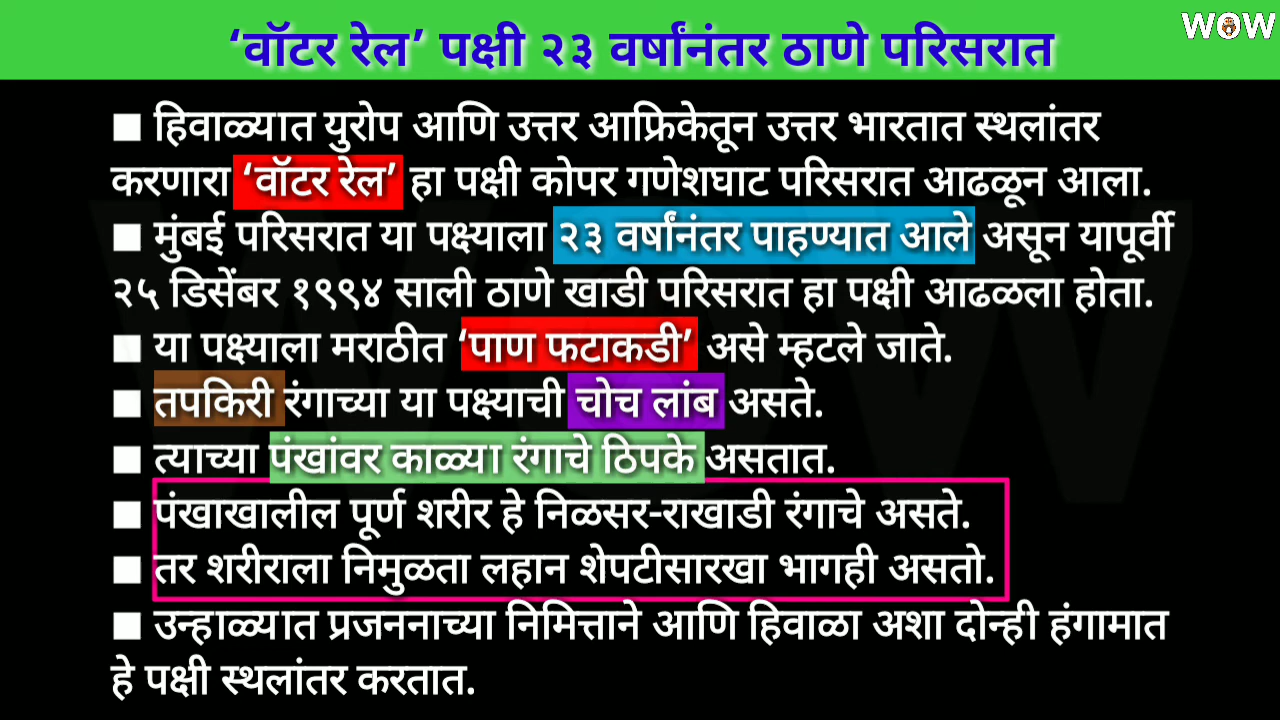 WOW
‘वॉटर रेल’ पक्षी २३ वर्षांनंतर ठाणे परिसरात
■ हिवाळ्यात युरोप आणि उत्तर आफ्रिकेतून उत्तर भारतात स्थलांतर
करणारा ‘वॉटर रेल’ हा पक्षी कोपर गणेशघाट परिसरात आढळून आला.
■ मुंबई परिसरात या पक्ष्याला २३ वर्षांनंतर पाहण्यात आले असून यापूर्वी
२५ डिसेंबर १९९४ साली ठाणे खाडी परिसरात हा पक्षी आढळला होता.
■ या पक्ष्याला मराठीत ‘पाण फटाकडी’ असे म्हटले जाते.
■ तपकिरी रंगाच्या या पक्ष्याची चोच लांब असते.
■ त्याच्या पंखांवर काळ्या रंगाचे ठिपके असतात.
■ पंखाखालील पूर्ण शरीर हे निळसर-राखाडी रंगाचे असते.
■ तर शरीराला निमुळता लहान शेपटीसारखा भागही असतो.
■ उन्हाळ्यात प्रजननाच्या निमित्ताने आणि हिवाळा अशा दोन्ही हंगामात
हे पक्षी स्थलांतर करतात.